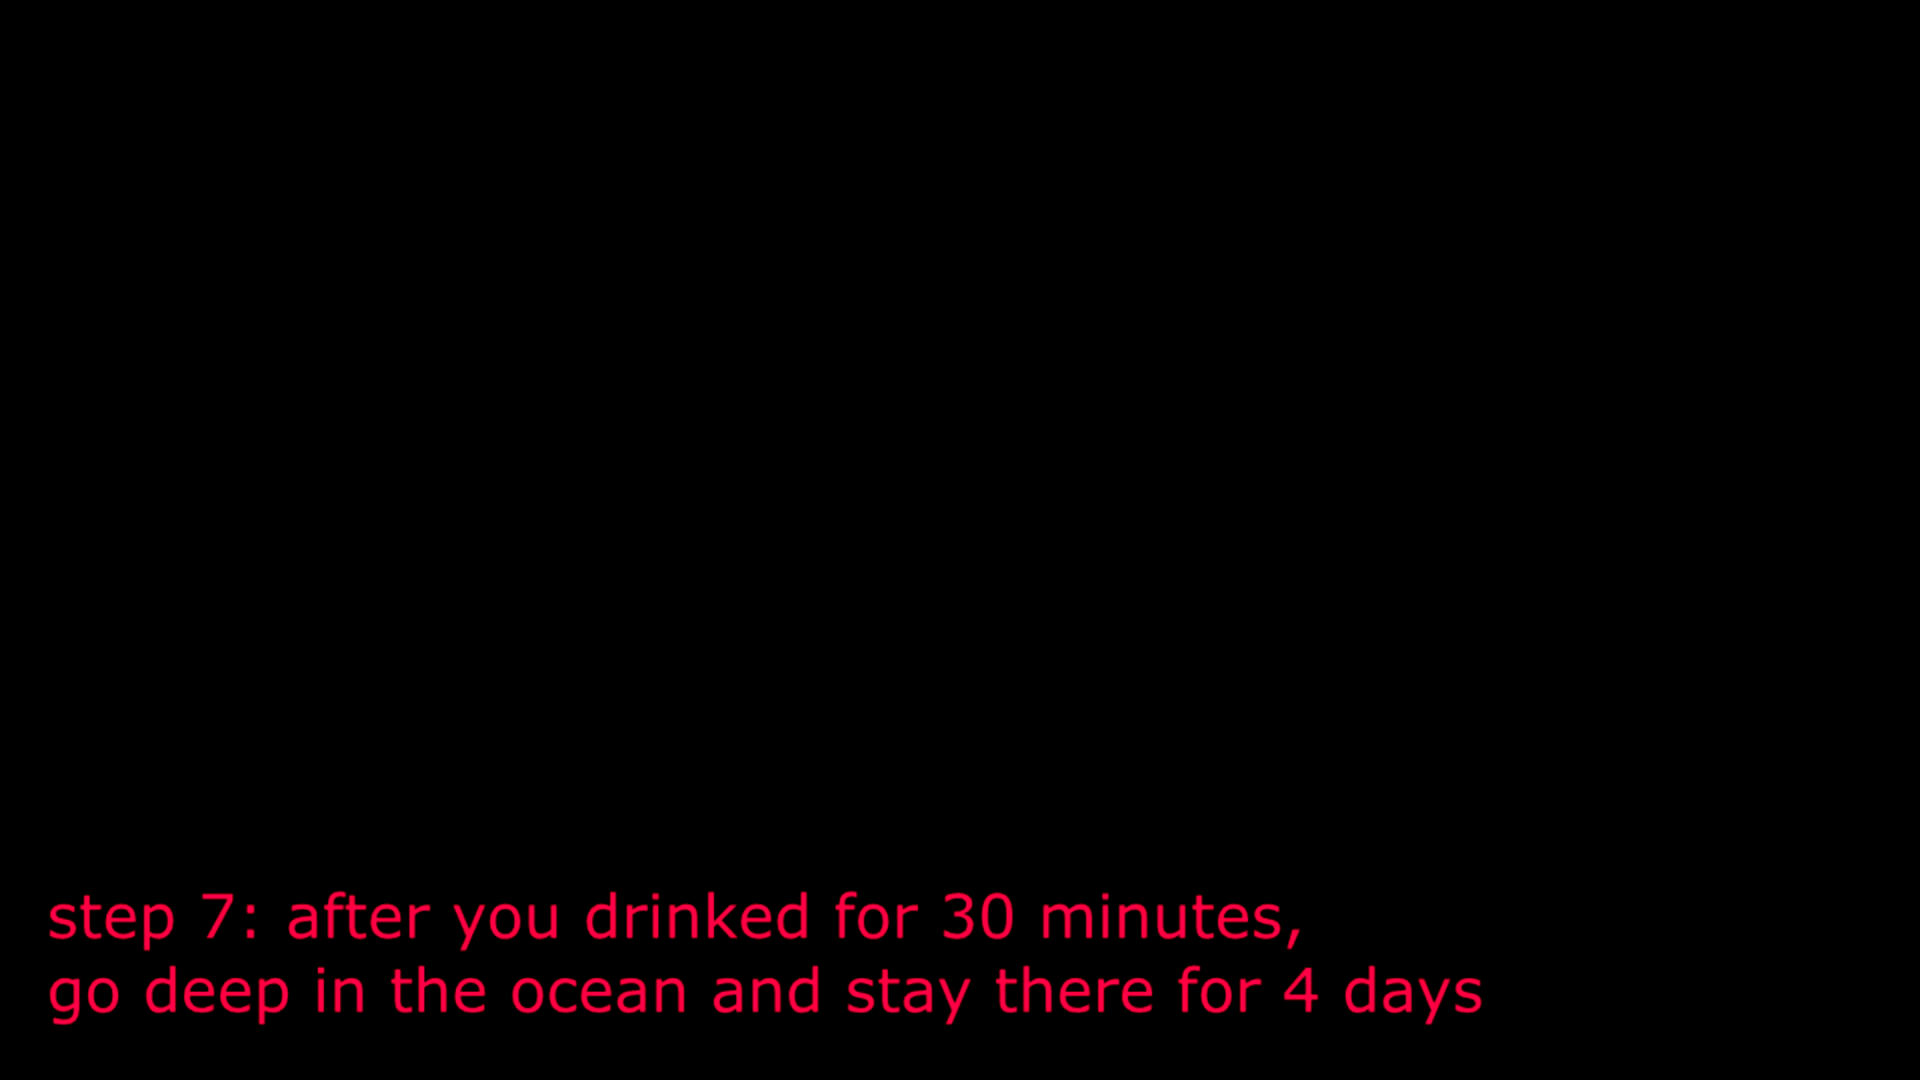 step 7: after you drinked for 30 minutes,
go deep in the ocean and stay there for 4 days